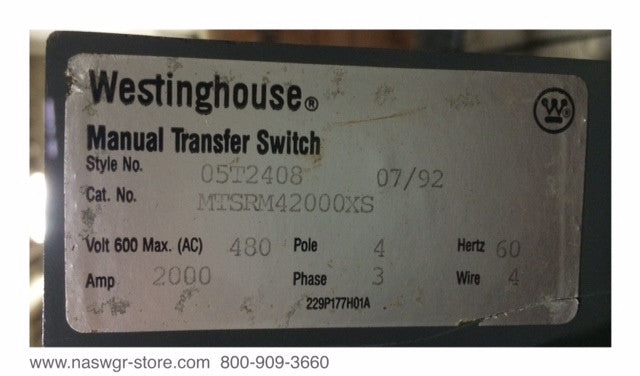 Westinghouse®
Manual Transfer Switch
Style No. 05T2408 07/92
Cat. No. MTSRM42000XS
Volt 600 Max. (AC) 480 Pole 4 Hertz 60
Amp 2000 Phase 3 Wire 4
229P177H01A
W ®
www.naswgr-store.com 800-909-3660